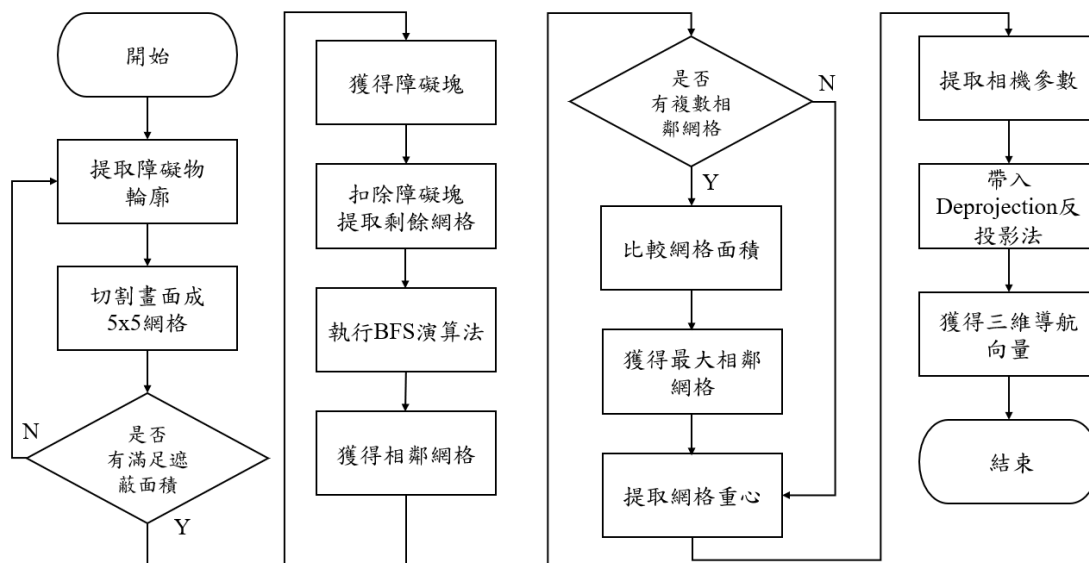 開始
提取障礙物
輪廓
切割畫面成
5x5網格
是否
有滿足遮
蔽面積
N
Y
獲得障礙塊
扣除障礙塊
提取剩餘網格
執行BFS演算法
獲得相鄰網格
是否
有複數相
鄰網格
N
Y
比較網格面積
獲得最大相鄰
網格
提取網格重心
提取相機參數
帶入
Deprojection反
投影法
獲得三維導航
向量
結束